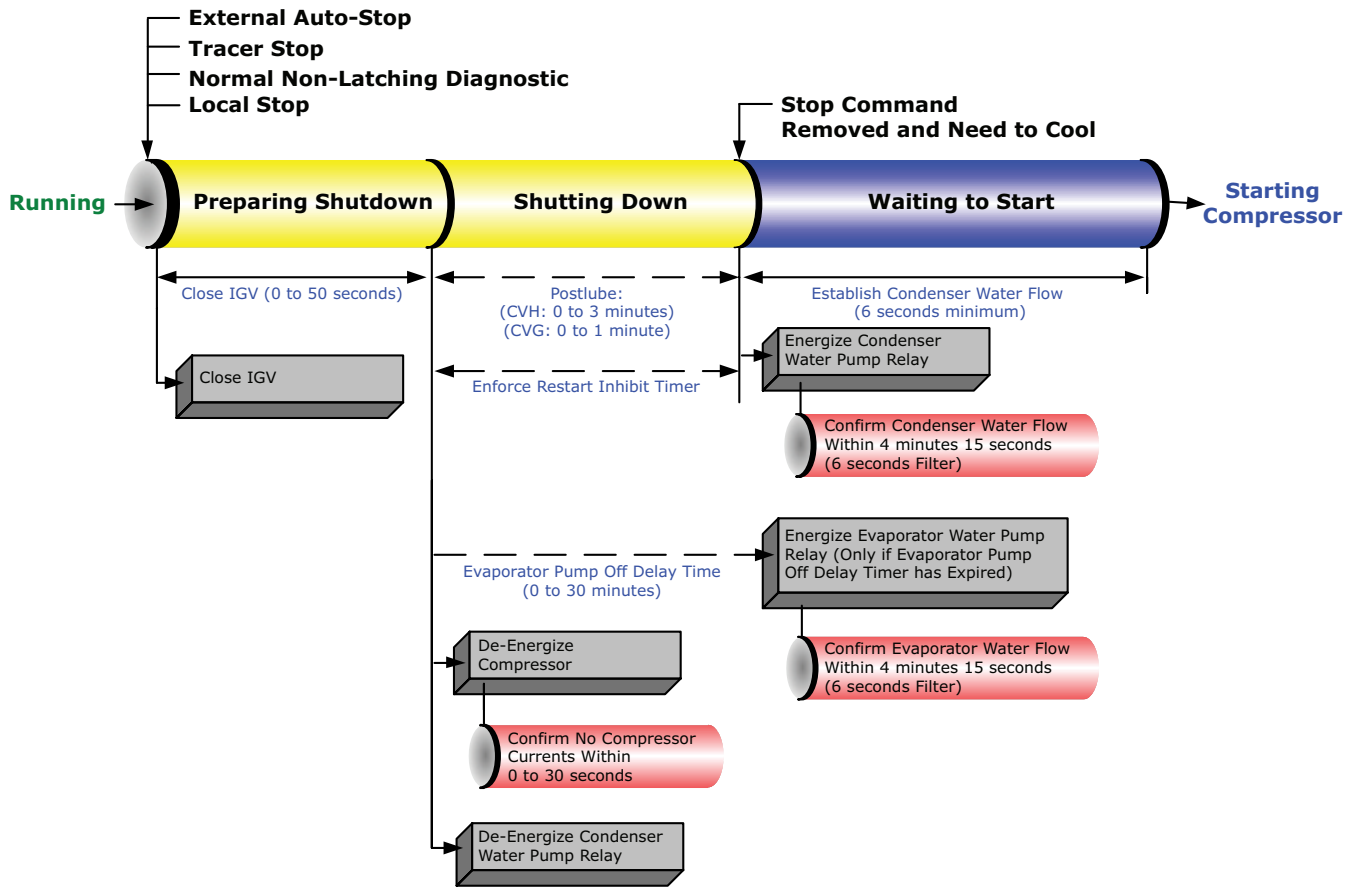 External Auto-Stop
Tracer Stop
Normal Non-Latching Diagnostic
Local Stop
Stop Command
Removed and Need to Cool
Running
Preparing Shutdown
Shutting Down
Waiting to Start
Starting
Compressor
Close IGV (0 to 50 seconds)
Postlube:
(CVH: 0 to 3 minutes)
(CVG: 0 to 1 minute)
Establish Condenser Water Flow
(6 seconds minimum)
Close IGV
Enforce Restart Inhibit Timer
Energize Condenser
Water Pump Relay
Confirm Condenser Water Flow
Within 4 minutes 15 seconds
(6 seconds Filter)
Evaporator Pump Off Delay Time
(0 to 30 minutes)
Energize Evaporator Water Pump
Relay (Only if Evaporator Pump
Off Delay Timer has Expired)
Confirm Evaporator Water Flow
Within 4 minutes 15 seconds
(6 seconds Filter)
De-Energize
Compressor
Confirm No Compressor
Currents Within
0 to 30 seconds
De-Energize Condenser
Water Pump Relay